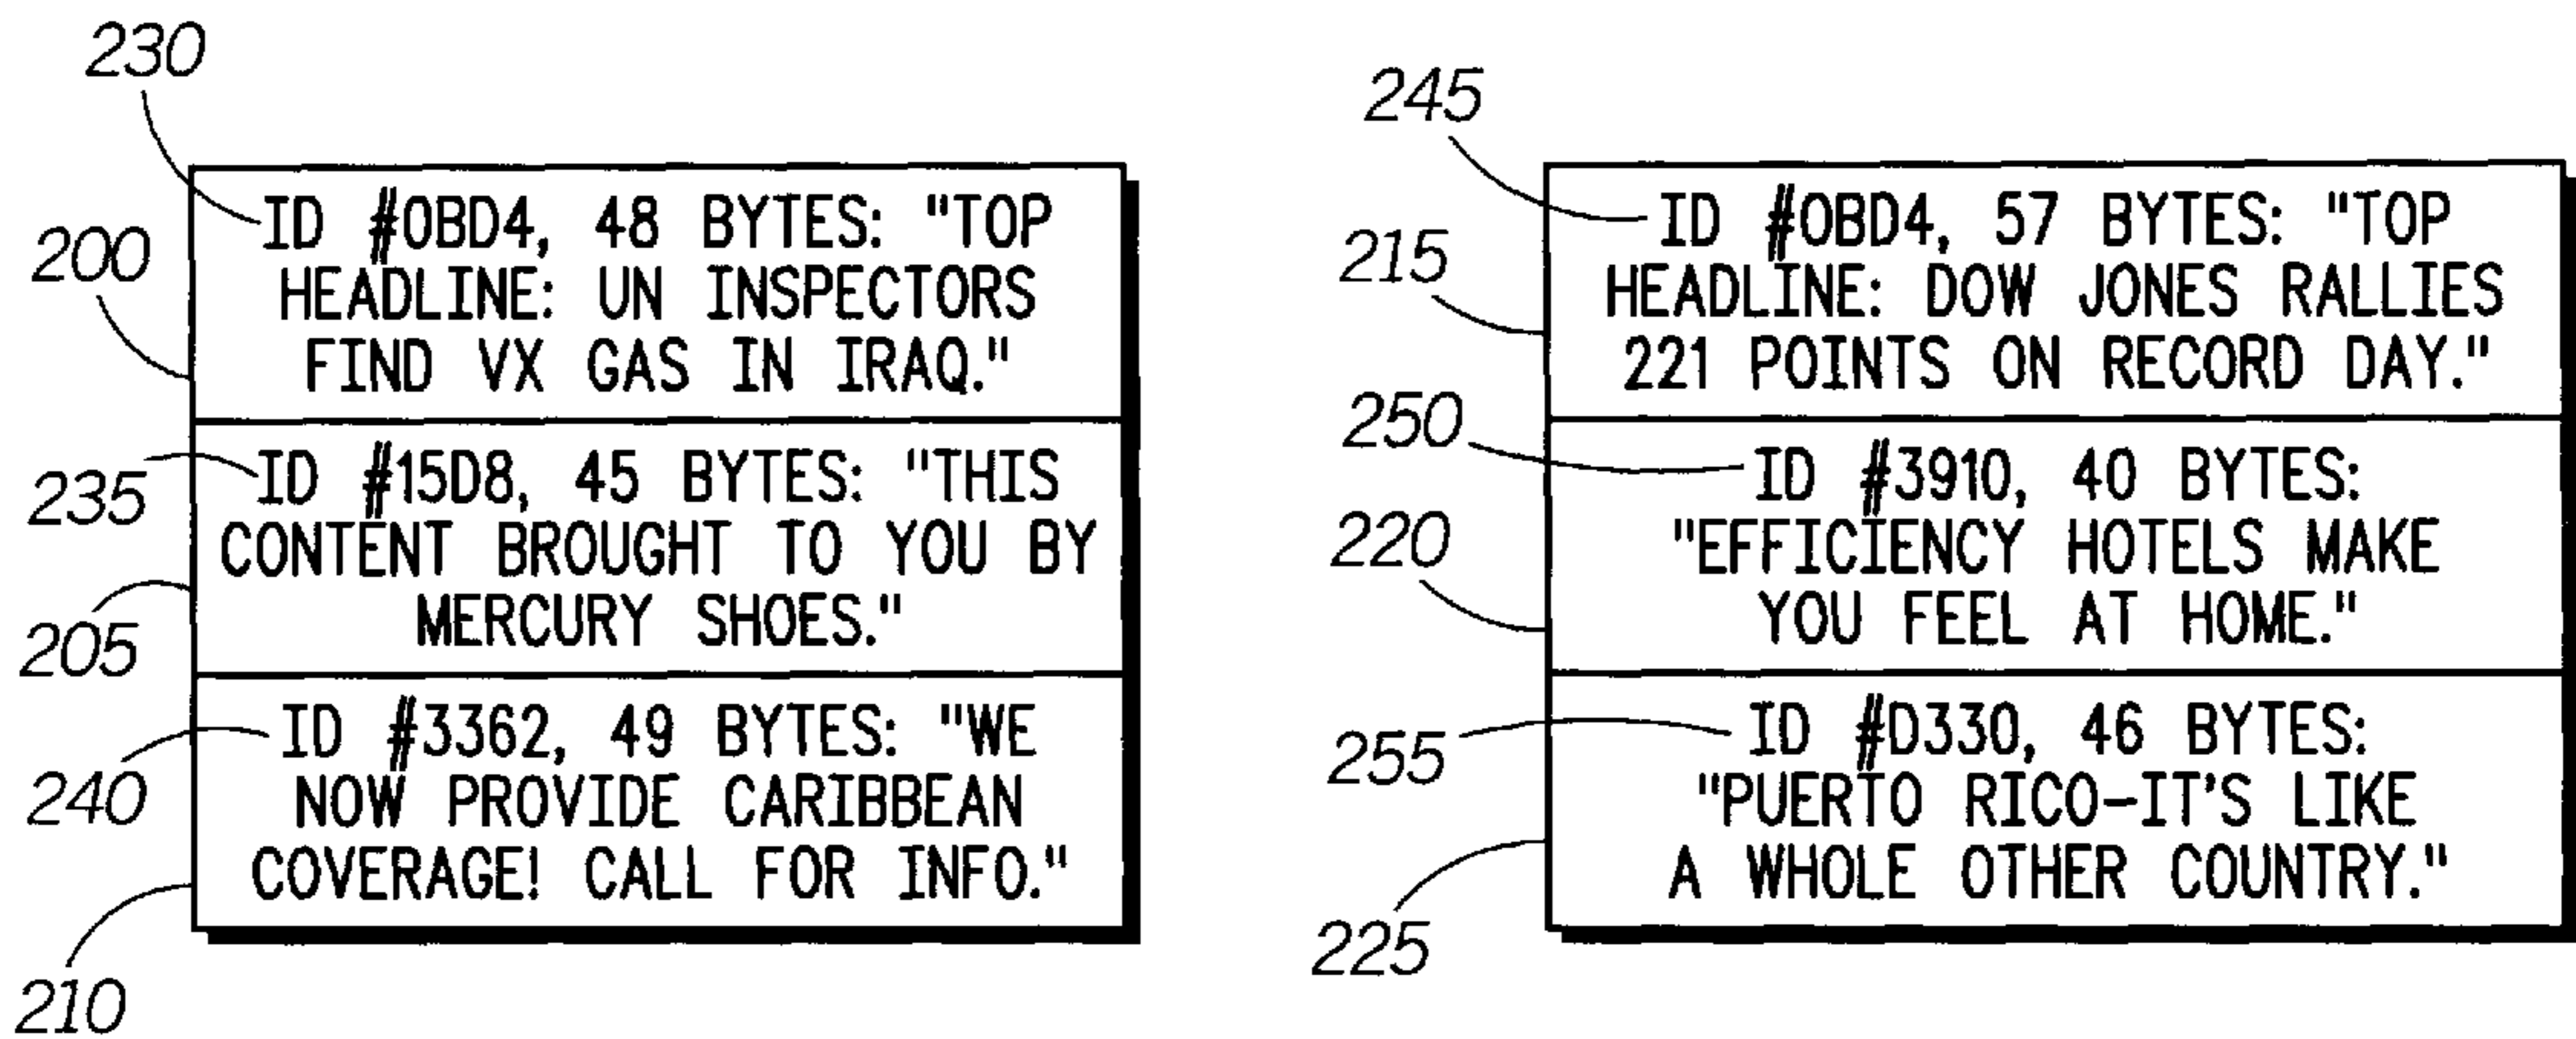 230
200
ID #0BD4, 48 BYTES: "TOP
HEADLINE: UN INSPECTORS
FIND VX GAS IN IRAQ."
235
205
ID #15D8, 45 BYTES: "THIS
CONTENT BROUGHT TO YOU BY
MERCURY SHOES."
240
210
ID #3362, 49 BYTES: "WE
NOW PROVIDE CARIBBEAN
COVERAGE! CALL FOR INFO."
245
215
ID #0BD4, 57 BYTES: "TOP
HEADLINE: DOW JONES RALLIES
221 POINTS ON RECORD DAY."
250
220
ID #3910, 40 BYTES:
"EFFICIENCY HOTELS MAKE
YOU FEEL AT HOME."
255
225
ID #D330, 46 BYTES:
"PUERTO RICO-IT'S LIKE
A WHOLE OTHER COUNTRY."